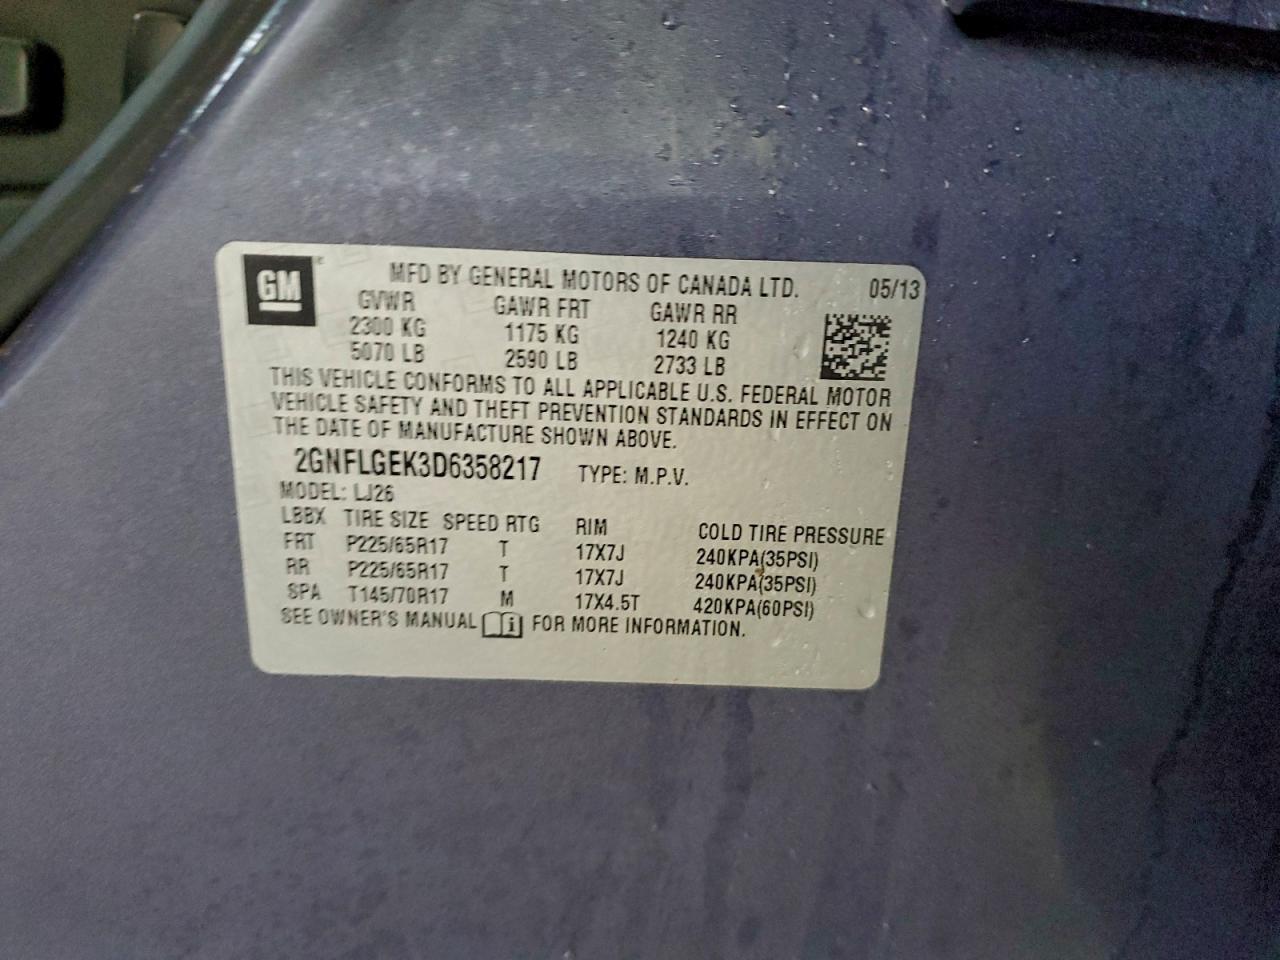 GM
MFD BY GENERAL MOTORS OF CANADA LTD. 05/13
GVWR GAWR FRT GAWR RR
2300 KG 1175 KG 1240 KG
5070 LB 2590 LB 2733 LB
THIS VEHICLE CONFORMS TO ALL APPLICABLE U.S. FEDERAL MOTOR
VEHICLE SAFETY AND THEFT PREVENTION STANDARDS IN EFFECT ON
THE DATE OF MANUFACTURE SHOWN ABOVE.
2GNFLGEK3D6358217 TYPE: M.P.V.
MODEL: LJ26
LBBX TIRE SIZE SPEED RTG RIM COLD TIRE PRESSURE
FRT P225/65R17 T 17X7J 240KPA(35PSI)
RR P225/65R17 T 17X7J 240KPA(35PSI)
SPA T145/70R17 M 17X4.5T 420KPA(60PSI)
SEE OWNER'S MANUAL i FOR MORE INFORMATION.